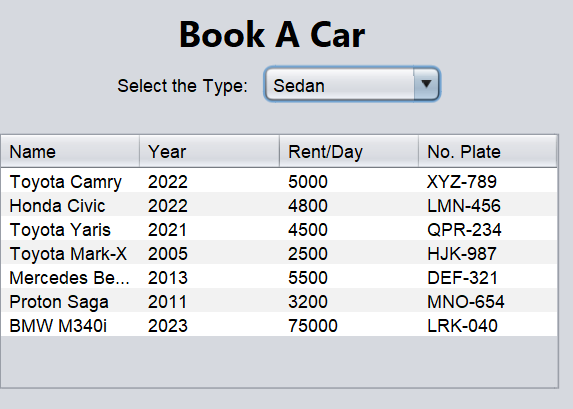 Book A Car
Select the Type: Sedan
Name Year Rent/Day No. Plate
Toyota Camry 2022 5000 XYZ-789
Honda Civic 2022 4800 LMN-456
Toyota Yaris 2021 4500 QPR-234
Toyota Mark-X 2005 2500 HJK-987
Mercedes Be... 2013 5500 DEF-321
Proton Saga 2011 3200 MNO-654
BMW M340i 2023 75000 LRK-040